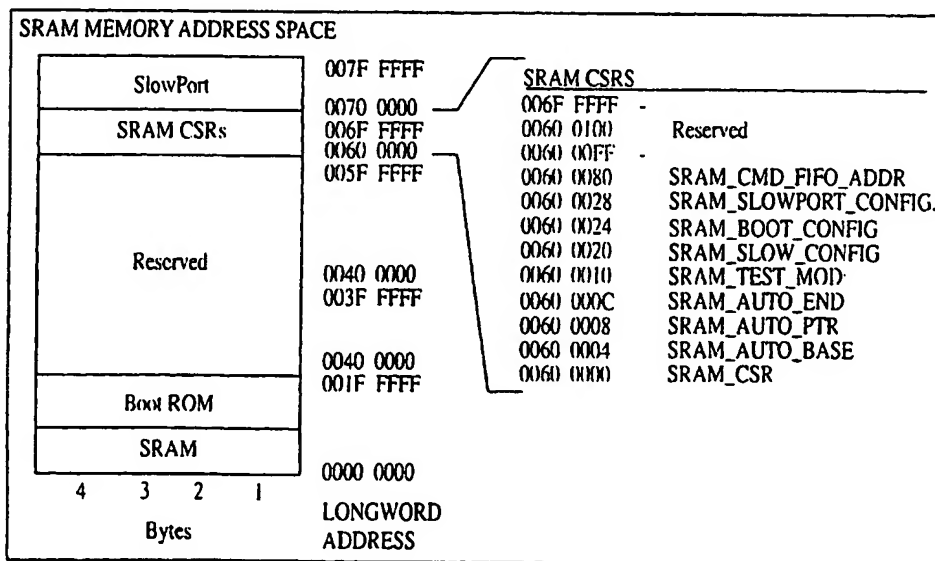 SRAM MEMORY ADDRESS SPACE
SlowPort
SRAM CSRs
Reserved
Boot ROM
SRAM
4 3 2 1
Bytes
007F FFFF
0070 0000
006F FFFF
0060 0000
005F FFFF
0040 0000
003F FFFF
0040 0000
001F FFFF
0000 0000
LONGWORD
ADDRESS
SRAM CSRS
006F FFFF -
0060 0100 Reserved
0060 00FF -
0060 0080 SRAM_CMD_FIFO_ADDR
0060 0028 SRAM_SLOWPORT_CONFIG.
0060 0024 SRAM_BOOT_CONFIG
0060 0020 SRAM_SLOW_CONFIG
0060 0010 SRAM_TEST_MOD
0060 000C SRAM_AUTO_END
0060 0008 SRAM_AUTO_PTR
0060 0004 SRAM_AUTO_BASE
0060 0000 SRAM_CSR